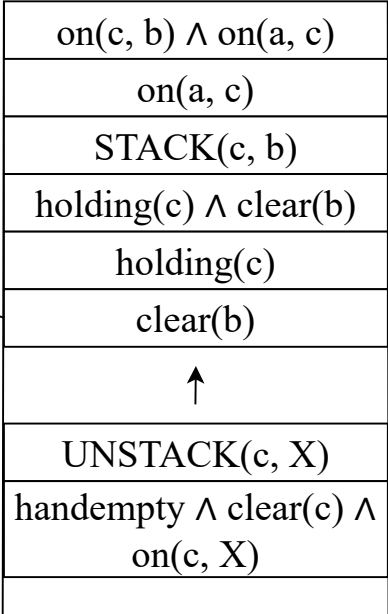 on(c, b) ∧ on(a, c)
on(a, c)
STACK(c, b)
holding(c) ∧ clear(b)
holding(c)
clear(b)
UNSTACK(c, X)
handempty ∧ clear(c) ∧
on(c, X)